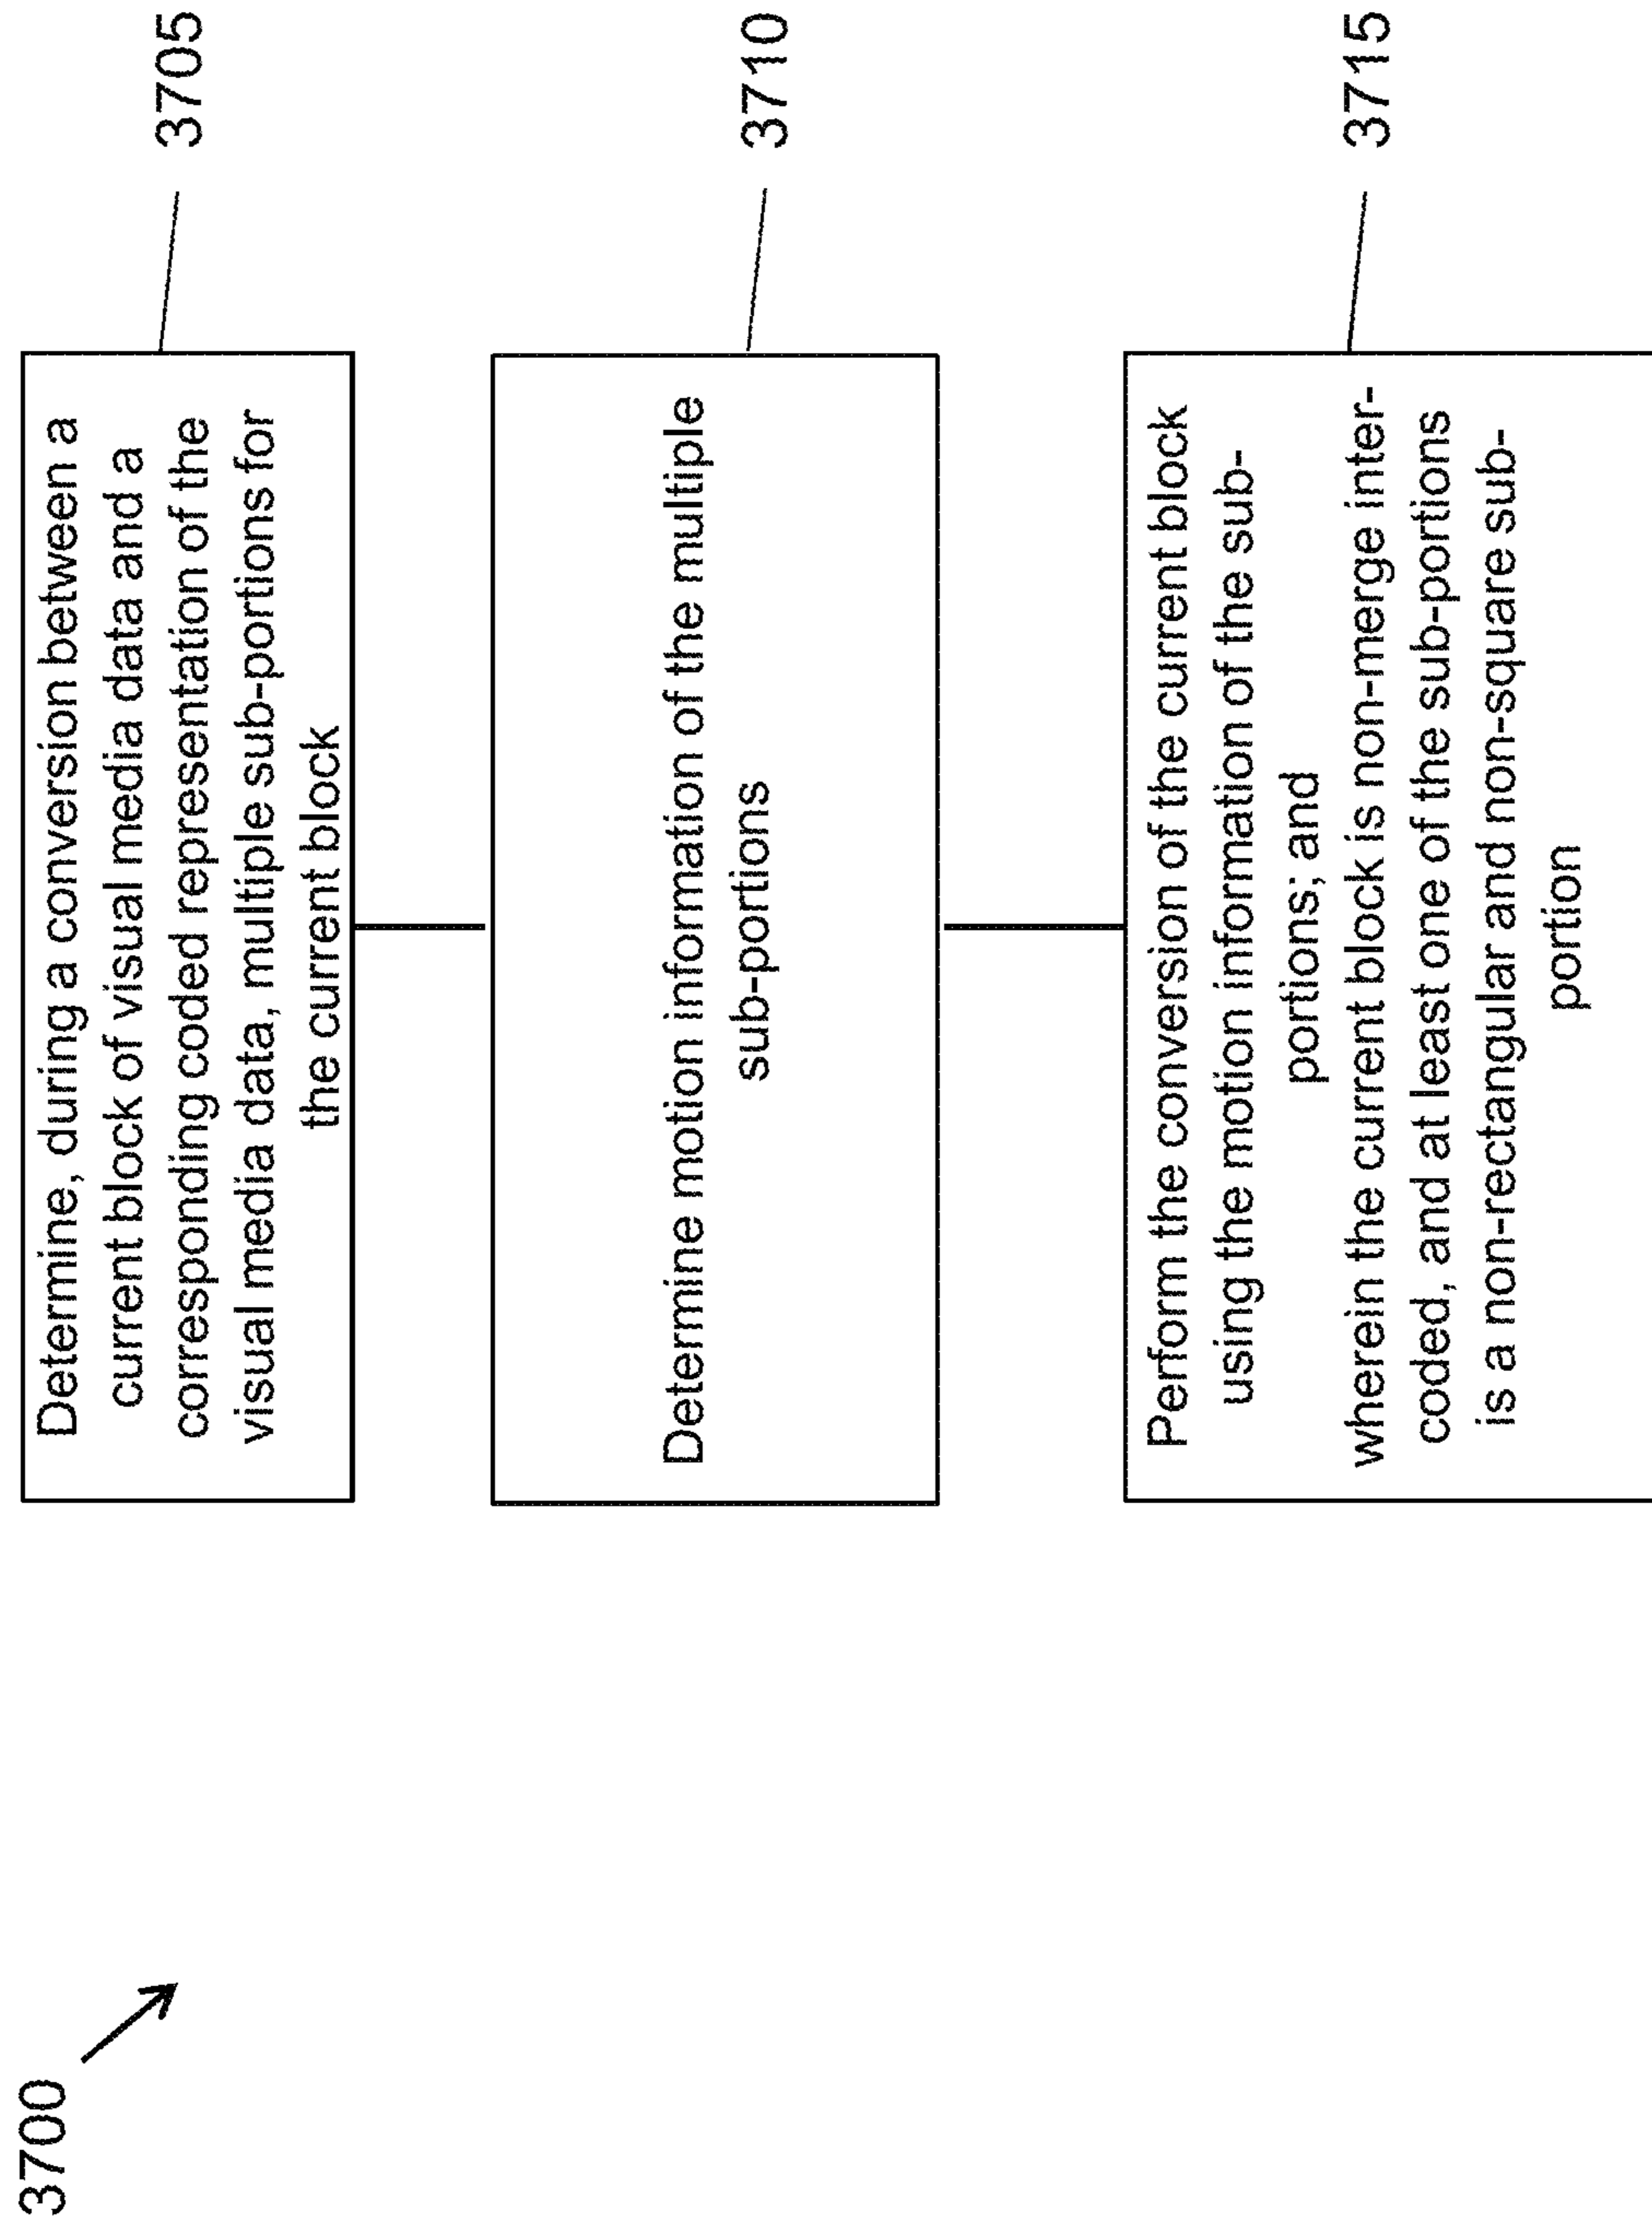 3700
Determine, during a conversion between a
current block of visual media data and a
corresponding coded representation of the
visual media data, multiple sub-portions for
the current block
3705
Determine motion information of the multiple
sub-portions
3710
Perform the conversion of the current block
using the motion information of the sub-
portions; and
wherein the current block is non-merge inter-
coded, and at least one of the sub-portions
is a non-rectangular and non-square sub-
portion
3715